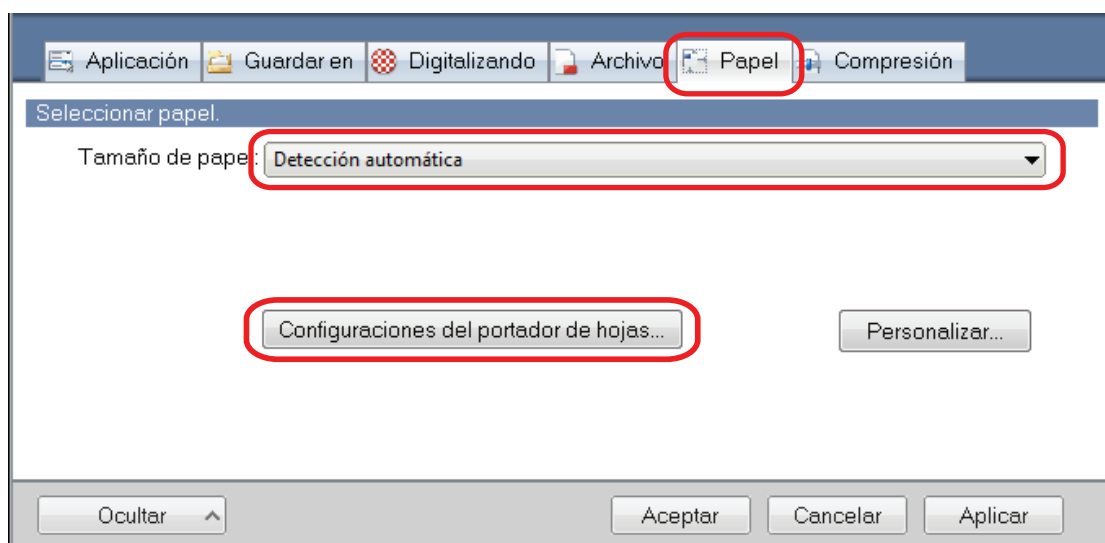 Aplicación Guardar en Digitalizando Archivo Papel Compresión
Seleccionar papel.
Tamaño de papel: Detección automática
Configuraciones del portador de hojas... Personalizar...
Ocultar Aceptar Cancelar Aplicar